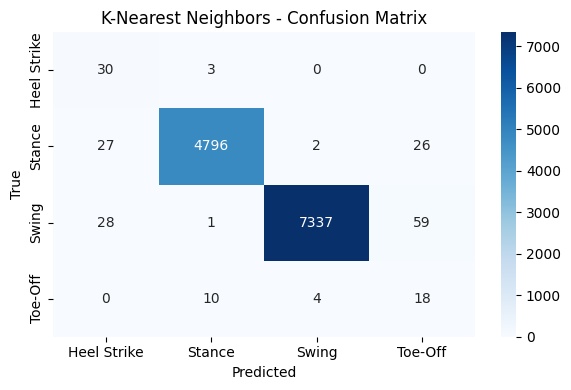 K-Nearest Neighbors - Confusion Matrix
True
Heel Strike 30 3 0 0
Stance 27 4796 2 26
Swing 28 1 7337 59
Toe-Off 0 10 4 18
Heel Strike Stance Swing Toe-Off
Predicted
7000
6000
5000
4000
3000
2000
1000
0